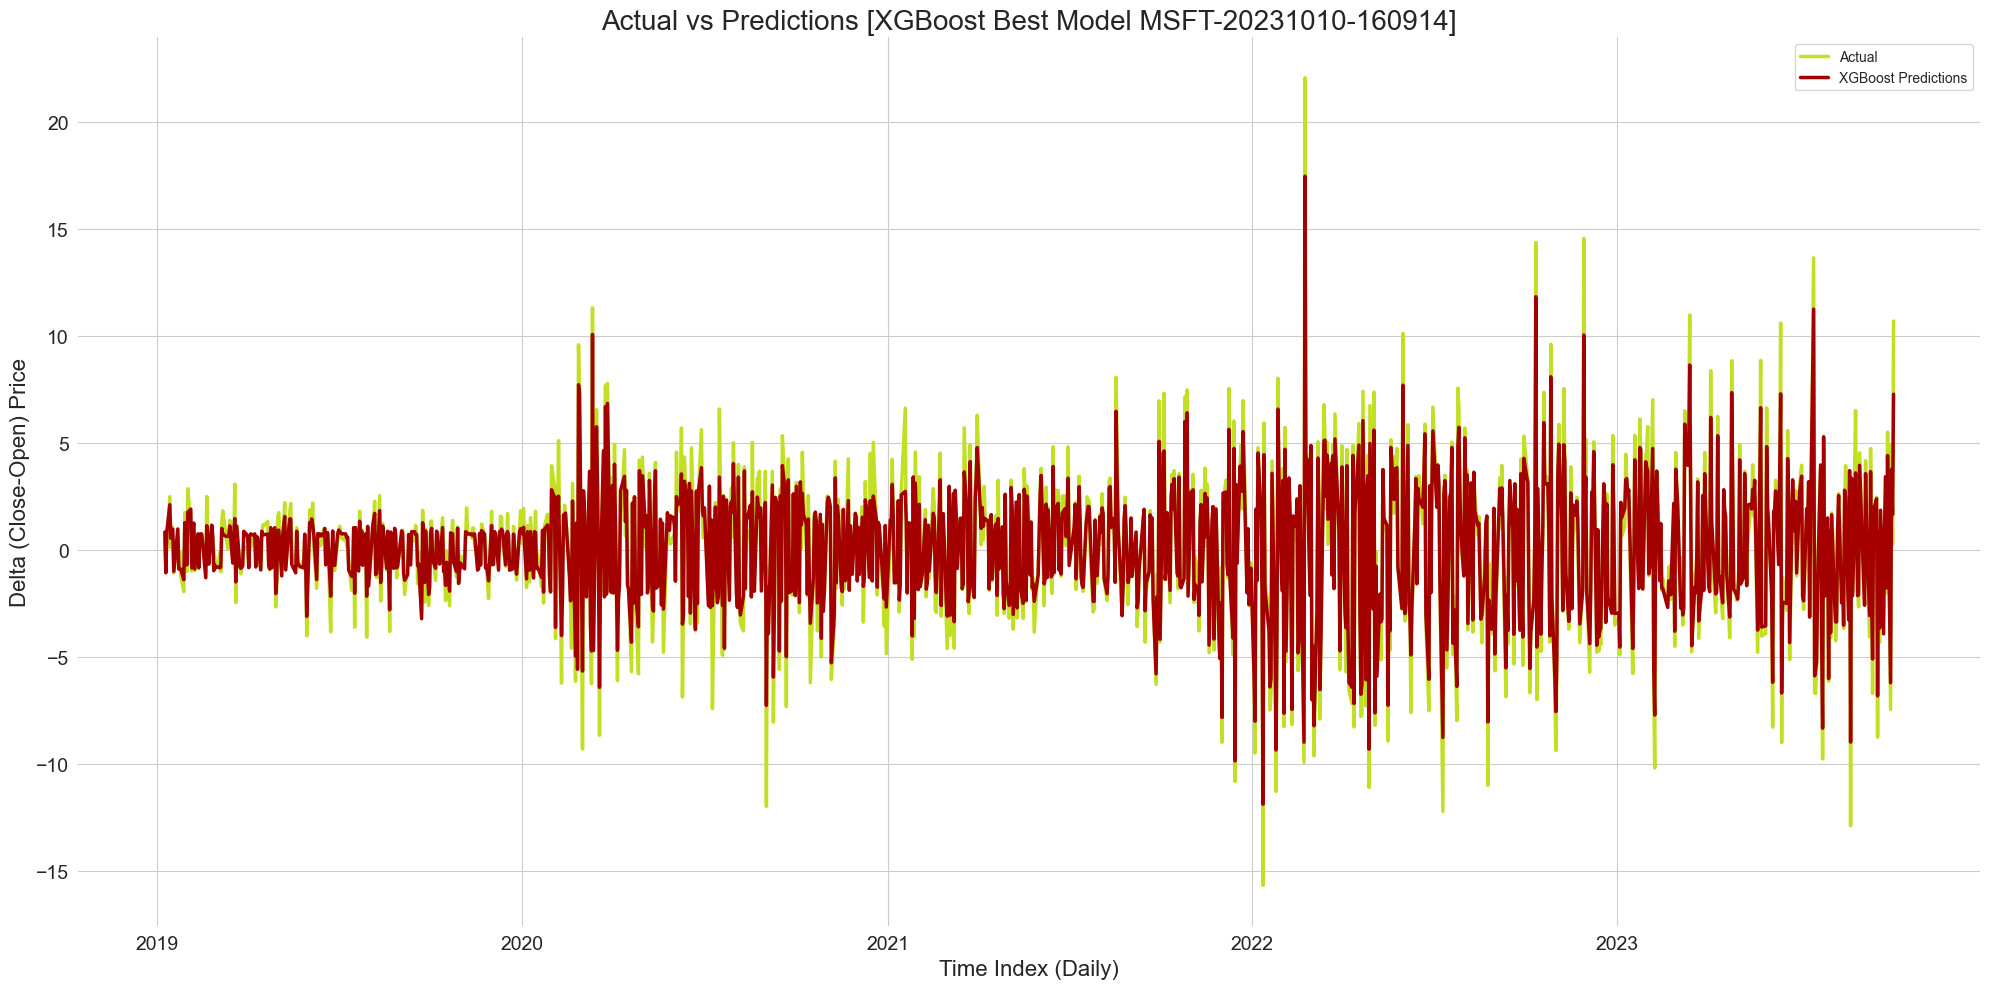 Actual vs Predictions [XGBoost Best Model MSFT-20231010-160914]
Actual
XGBoost Predictions
Delta (Close-Open) Price
20
15
10
5
0
−5
−10
−15
2019
2020
2021
2022
2023
Time Index (Daily)